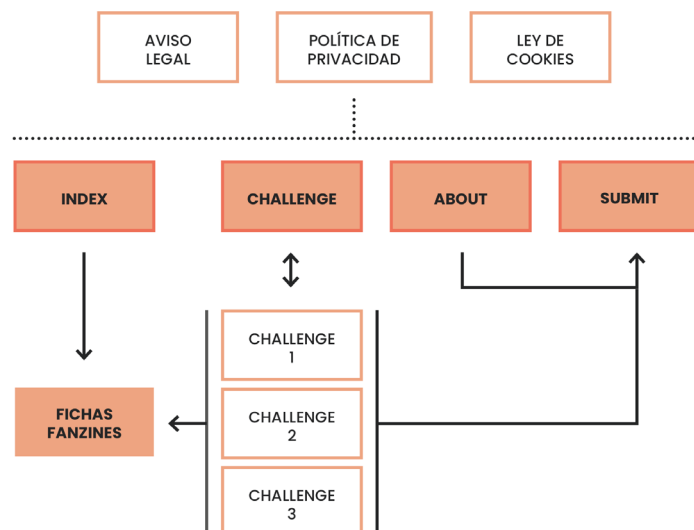 AVISO
LEGAL
POLÍTICA DE
PRIVACIDAD
LEY DE
COOKIES
INDEX
CHALLENGE
ABOUT
SUBMIT
CHALLENGE
1
FICHAS
FANZINES
CHALLENGE
2
CHALLENGE
3